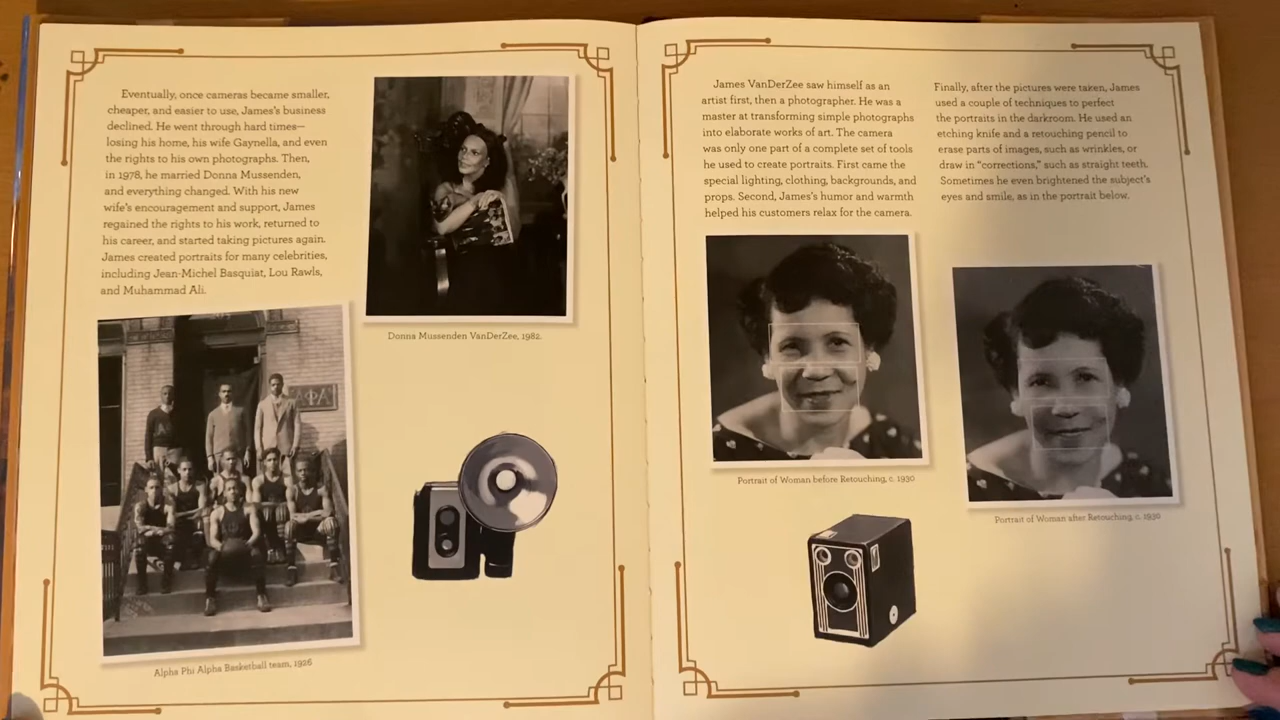 Eventually, once cameras became smaller,
cheaper, and easier to use, James's business
declined. He went through hard times—
losing his home, his wife Gaynella, and even
the rights to his own photographs. Then,
in 1978, he married Donna Mussenden,
and everything changed. With his new
wife's encouragement and support, James
regained the rights to his work, returned to
his career, and started taking pictures again.
James created portraits for many celebrities,
including Jean-Michel Basquiat, Lou Rawls,
and Muhammad Ali.
Donna Mussenden VanDerZee, 1982.
ΑΦΑ
Alpha Phi Alpha Basketball team, 1926
James VanDerZee saw himself as an
artist first, then a photographer. He was a
master at transforming simple photographs
into elaborate works of art. The camera
was only one part of a complete set of tools
he used to create portraits. First came the
special lighting, clothing, backgrounds, and
props. Second, James's humor and warmth
helped his customers relax for the camera.
Portrait of Woman before Retouching, c. 1930
Finally, after the pictures were taken, James
used a couple of techniques to perfect
the portraits in the darkroom. He used an
etching knife and a retouching pencil to
erase parts of images, such as wrinkles, or
draw in "corrections," such as straight teeth.
Sometimes he even brightened the subject's
eyes and smile, as in the portrait below.
Portrait of Woman after Retouching, c. 1930